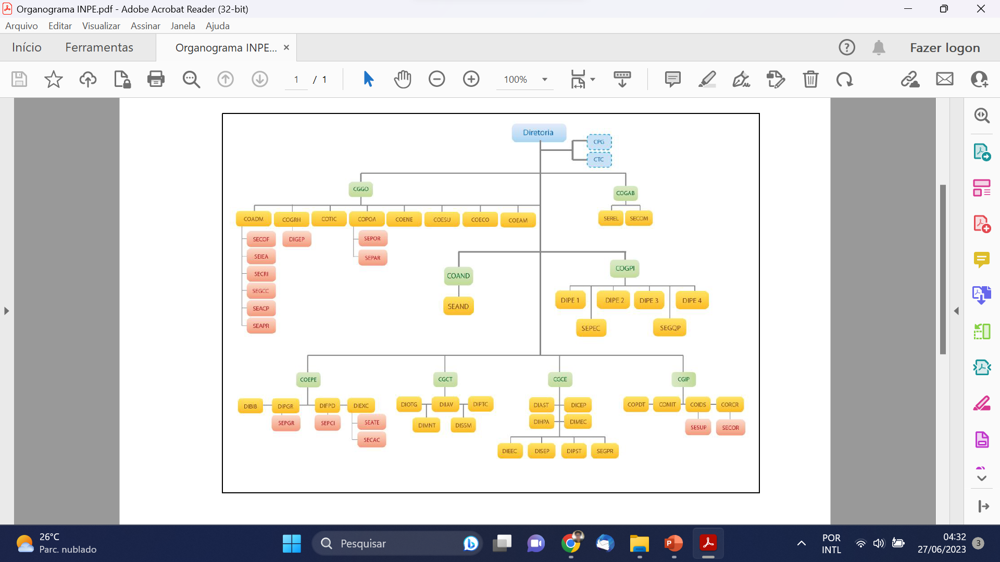 Organograma INPE.pdf - Adobe Acrobat Reader (32-bit)
Arquivo Editar Visualizar Assinar Janela Ajuda
Início Ferramentas Organograma INPE... × Fazer logon
1 / 1 100%
Diretoria
CPG
CTC
CGGO
COGAB
COADM COGRH COTIC COPOA COENE COESU COECO COEAM
SEREL SECOM
SECOF DIGEP SEPOR
SEIEA SEPAR
SECRI
SEGCC
SEACP
SEAPR
COAND COGPI
SEAND
DIPE 1 DIPE 2 DIPE 3 DIPE 4
SEPEC SEGQP
COEPE CGCT CGCE CGIP
DIBIB DIPGR DIFPD DIEXC
SEPGR SEPCI SEATE
SECAC
DIOTG DIIAV DIPTC
DIMNT DISSM
DIAST DICEP
DIHPA DIMEC
DIEEC DISEP DIPST SEGPR
COPDT COMIT COIDS CORCR
SESUP SECOR
26°C
Parc. nublado
Pesquisar
POR
INTL
04:32
27/06/2023
3